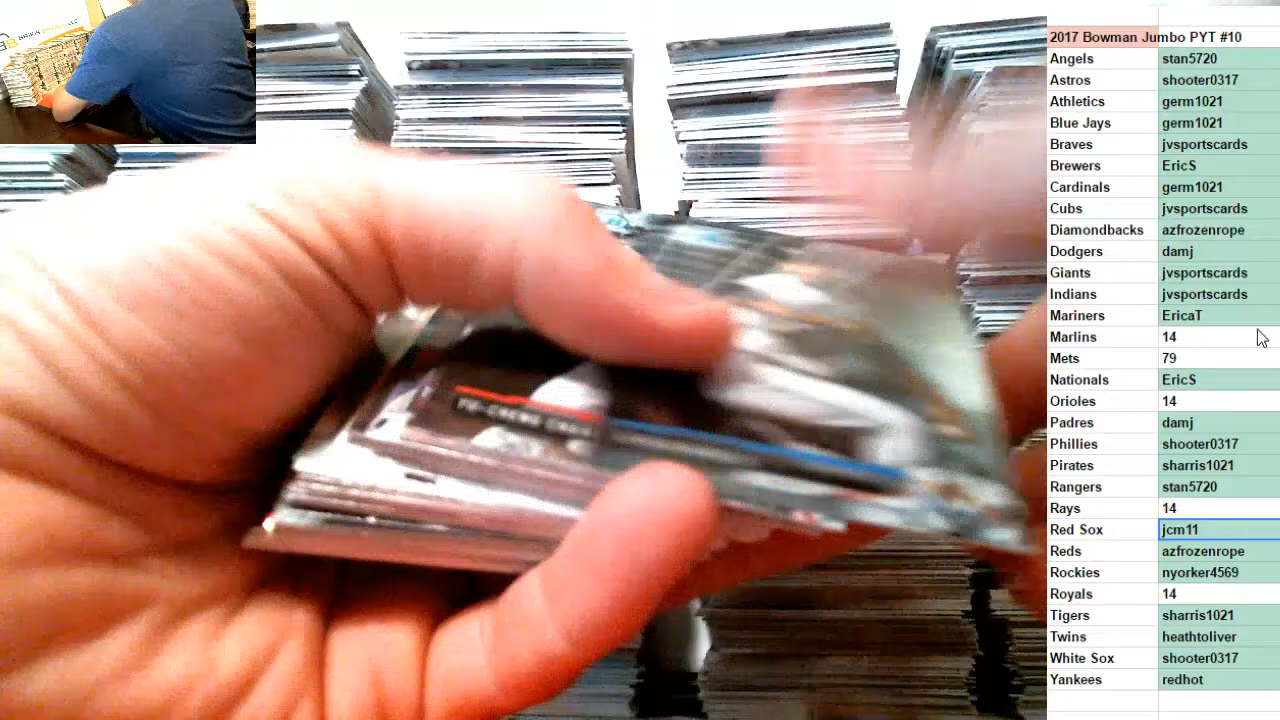 2017 Bowman Jumbo PYT #10
Angels stan5720
Astros shooter0317
Athletics germ1021
Blue Jays germ1021
Braves jvsportscards
Brewers EricS
Cardinals germ1021
Cubs jvsportscards
Diamondbacks azfrozenrope
Dodgers damj
Giants jvsportscards
Indians jvsportscards
Mariners EricaT
Marlins 14
Mets 79
Nationals EricS
Orioles 14
Padres damj
Phillies shooter0317
Pirates sharris1021
Rangers stan5720
Rays 14
Red Sox jcm11
Reds azfrozenrope
Rockies nyorker4569
Royals 14
Tigers sharris1021
Twins heathtoliver
White Sox shooter0317
Yankees redhot
YU-CHENG CHANG